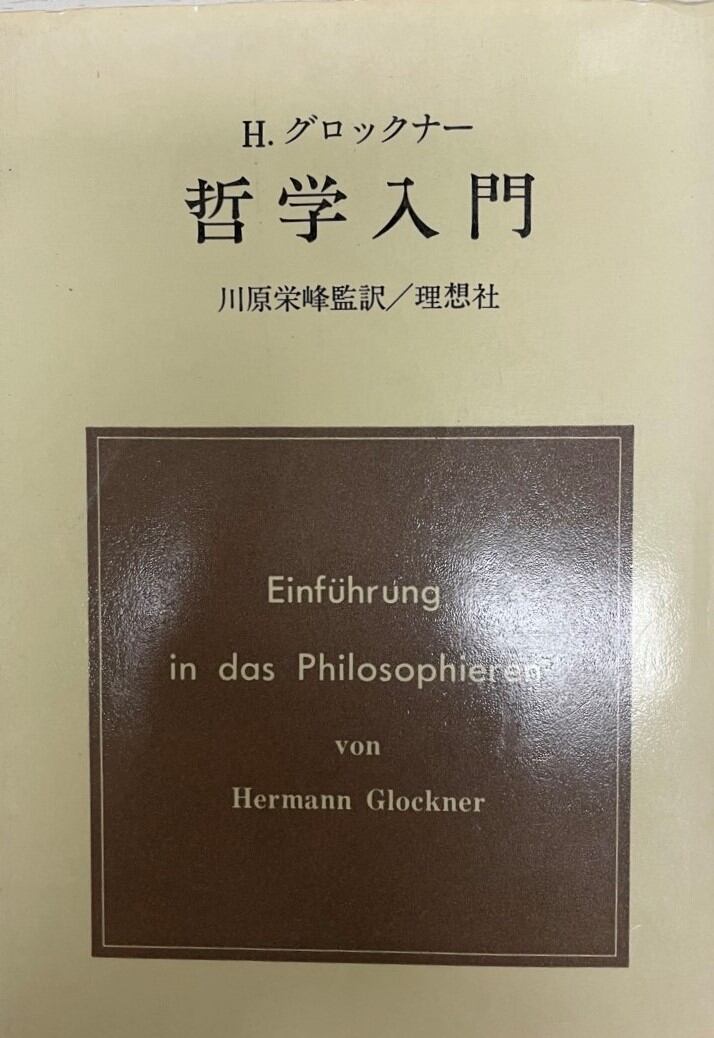 H. グロックナー
哲学入門
川原栄峰監訳／理想社
Einführung
in das Philosophieren
von
Hermann Glockner